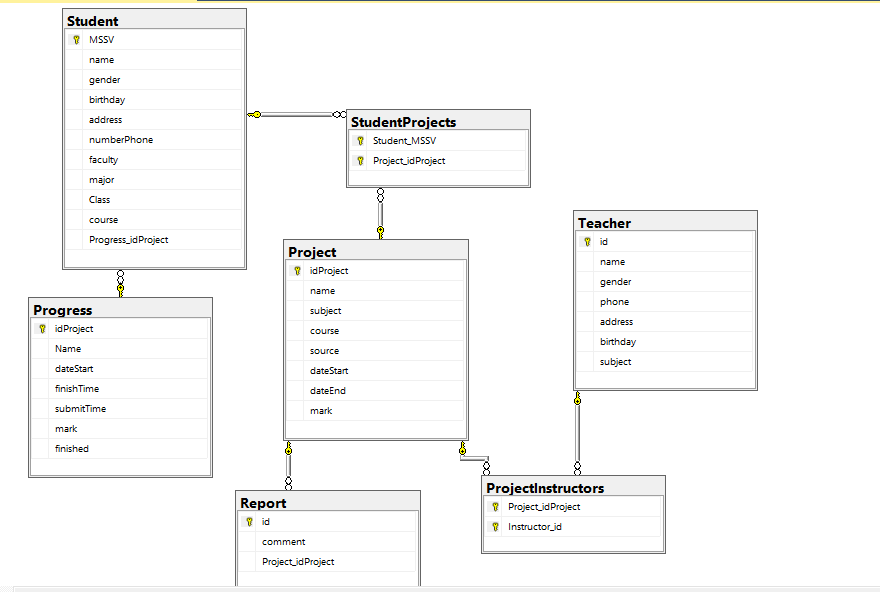 Student
MSSV
name
gender
birthday
address
numberPhone
faculty
major
Class
course
Progress_idProject
StudentProjects
Student_MSSV
Project_idProject
Teacher
id
name
gender
phone
address
birthday
subject
Project
idProject
name
subject
course
source
dateStart
dateEnd
mark
Progress
idProject
Name
dateStart
finishTime
submitTime
mark
finished
Report
id
comment
Project_idProject
ProjectInstructors
Project_idProject
Instructor_id